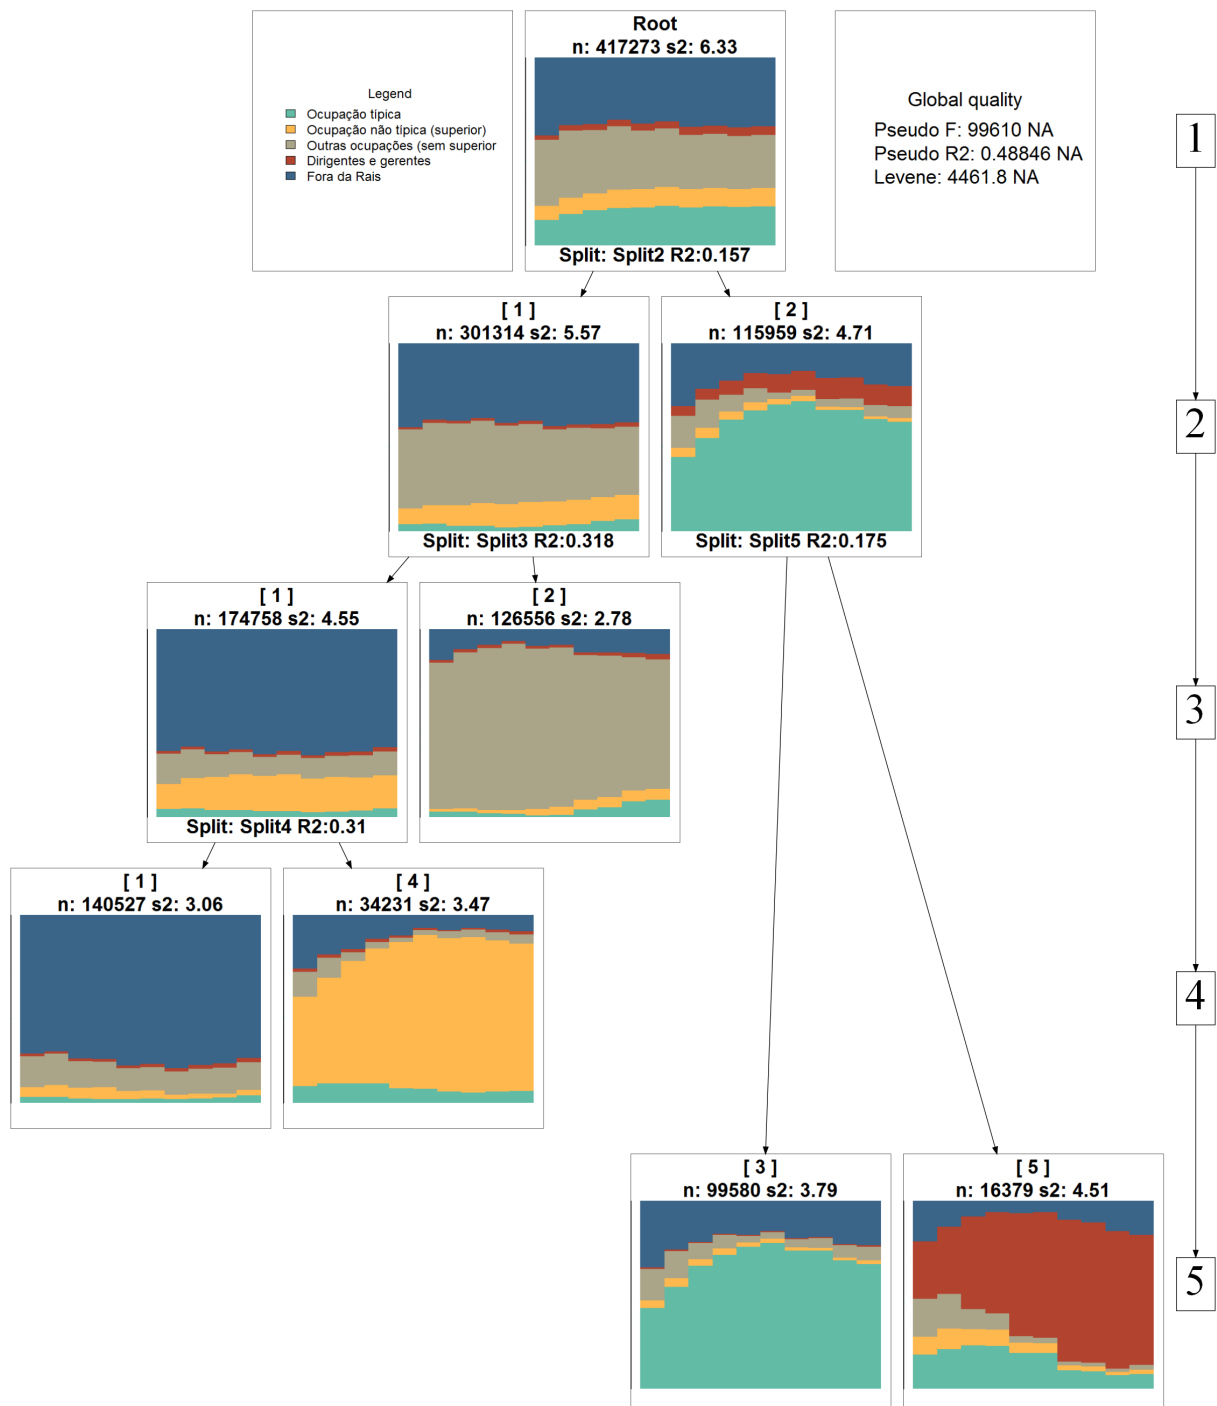 Legend
Ocupação típica
Ocupação não típica (superior)
Outras ocupações (sem superior
Dirigentes e gerentes
Fora da Rais
Root
n: 417273 s2: 6.33
Split: Split2 R2:0.157
Global quality
Pseudo F: 99610 NA
Pseudo R2: 0.48846 NA
Levene: 4461.8 NA
1
[ 1 ]
n: 301314 s2: 5.57
Split: Split3 R2:0.318
[ 2 ]
n: 115959 s2: 4.71
Split: Split5 R2:0.175
2
[ 1 ]
n: 174758 s2: 4.55
Split: Split4 R2:0.31
[ 2 ]
n: 126556 s2: 2.78
3
[ 1 ]
n: 140527 s2: 3.06
[ 4 ]
n: 34231 s2: 3.47
4
[ 3 ]
n: 99580 s2: 3.79
[ 5 ]
n: 16379 s2: 4.51
5